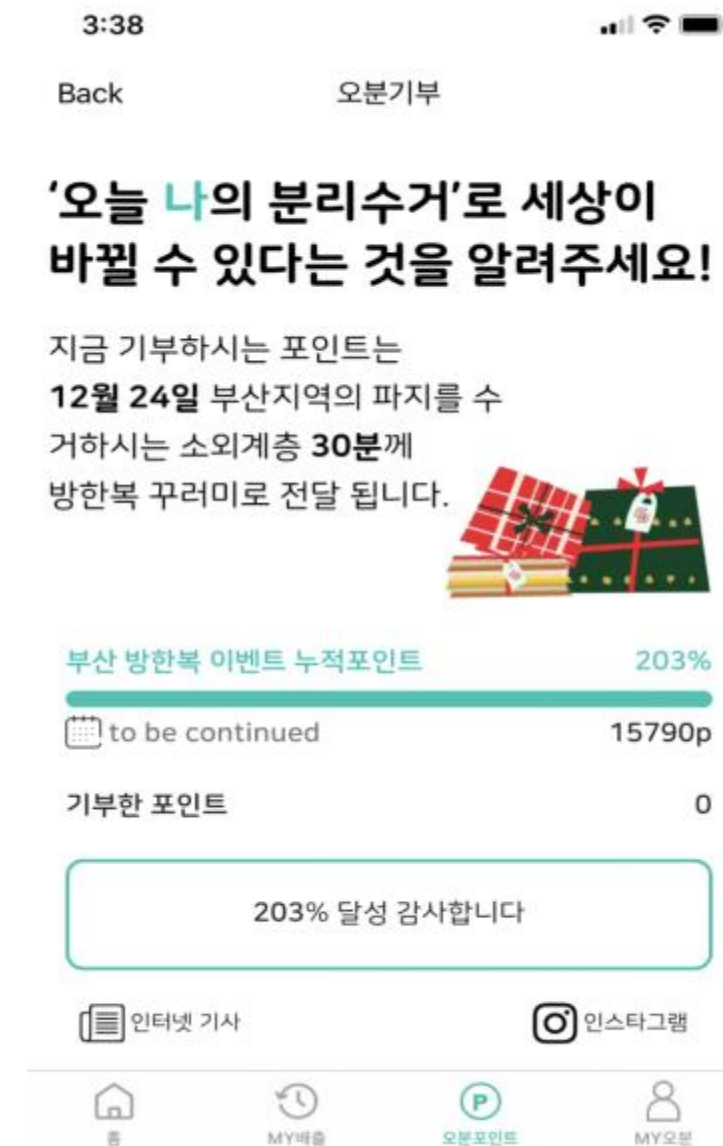 3:38
Back 오분기부
‘오늘 나의 분리수거’로 세상이
바뀔 수 있다는 것을 알려주세요!
지금 기부하시는 포인트는
12월 24일 부산지역의 파지를 수
거하시는 소외계층 30분께
방한복 꾸러미로 전달 됩니다.
부산 방한복 이벤트 누적포인트 203%
to be continued 15790p
기부한 포인트 0
203% 달성 감사합니다
인터넷 기사 인스타그램
P
홈 MY배출 오분포인트 MY오분